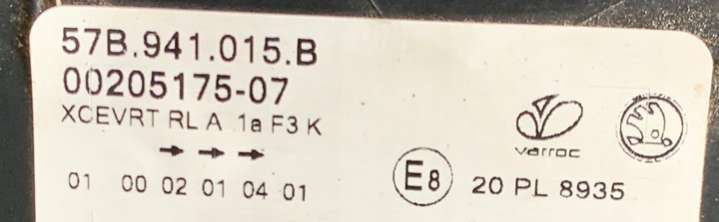 57B.941.015.B
00205175-07
XCEVRT RL A 1a F3 K
varroc
01 00 02 01 04 01
E8 20 PL 8935